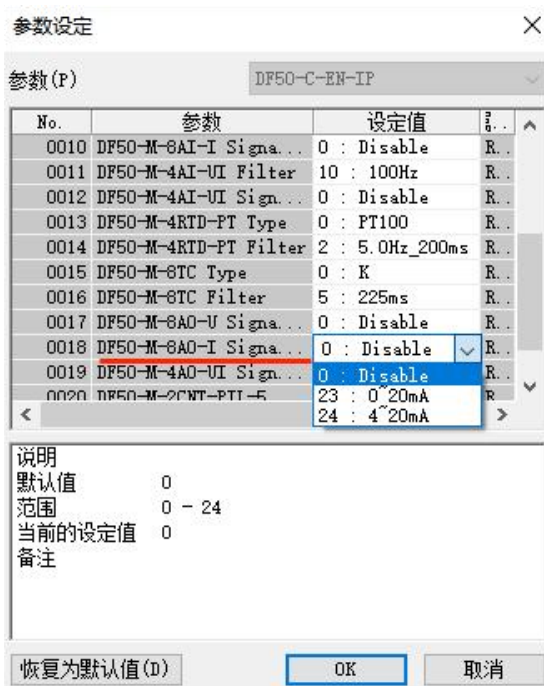 参数设定
参数(P) DF50-C-EN-IP
No. 参数 设定值
0010 DF50-M-8AI-I Signa... 0 : Disable R..
0011 DF50-M-4AI-UI Filter 10 : 100Hz R..
0012 DF50-M-4AI-UI Sign... 0 : Disable R..
0013 DF50-M-4RTD-PT Type 0 : PT100 R..
0014 DF50-M-4RTD-PT Filter 2 : 5.0Hz_200ms R..
0015 DF50-M-8TC Type 0 : K R..
0016 DF50-M-8TC Filter 5 : 225ms R..
0017 DF50-M-8AO-U Signa... 0 : Disable R..
0018 DF50-M-8AO-I Signa... 0 : Disable R..
0019 DF50-M-4AO-UI Sign... 0 : Disable R..
0020 DF50-M-2CNT-PIL-5 23 : 0~20mA R
24 : 4~20mA
说明
默认值 0
范围 0 - 24
当前的设定值 0
备注
恢复为默认值(D) OK 取消